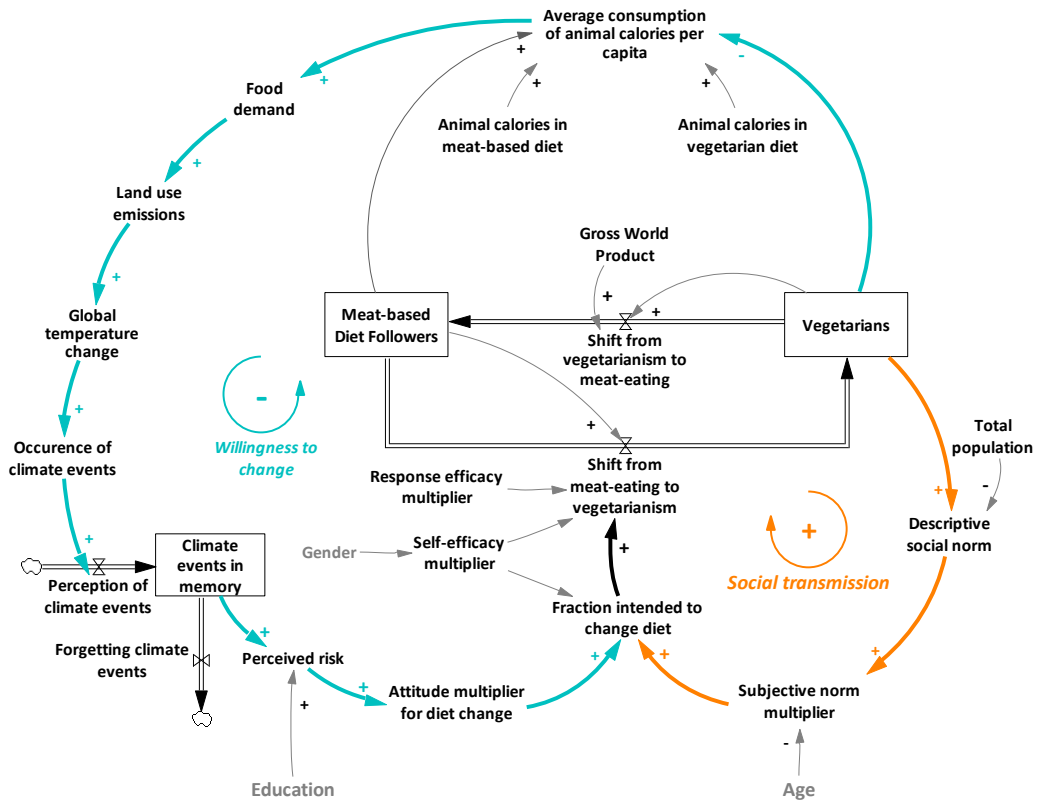 Average consumption
of animal calories per
capita
+
-
+
+
+
+
Food
demand
Animal calories in
meat-based diet
Animal calories in
vegetarian diet
+
Land use
emissions
Gross World
Product
+
+
+
Global
temperature
change
Meat-based
Diet Followers
Vegetarians
Shift from
vegetarianism to
meat-eating
-
Willingness to
change
+
+
Occurence of
climate events
Total
population
-
+
Shift from
meat-eating to
vegetarianism
Response efficacy
multiplier
+
Social transmission
Descriptive
social norm
+
Climate
events in
memory
Perception of
climate events
Gender
Self-efficacy
multiplier
+
Fraction intended to
change diet
+
Forgetting climate
events
Perceived risk
+
+
+
+
Attitude multiplier
for diet change
Subjective norm
multiplier
+
-
Education
Age